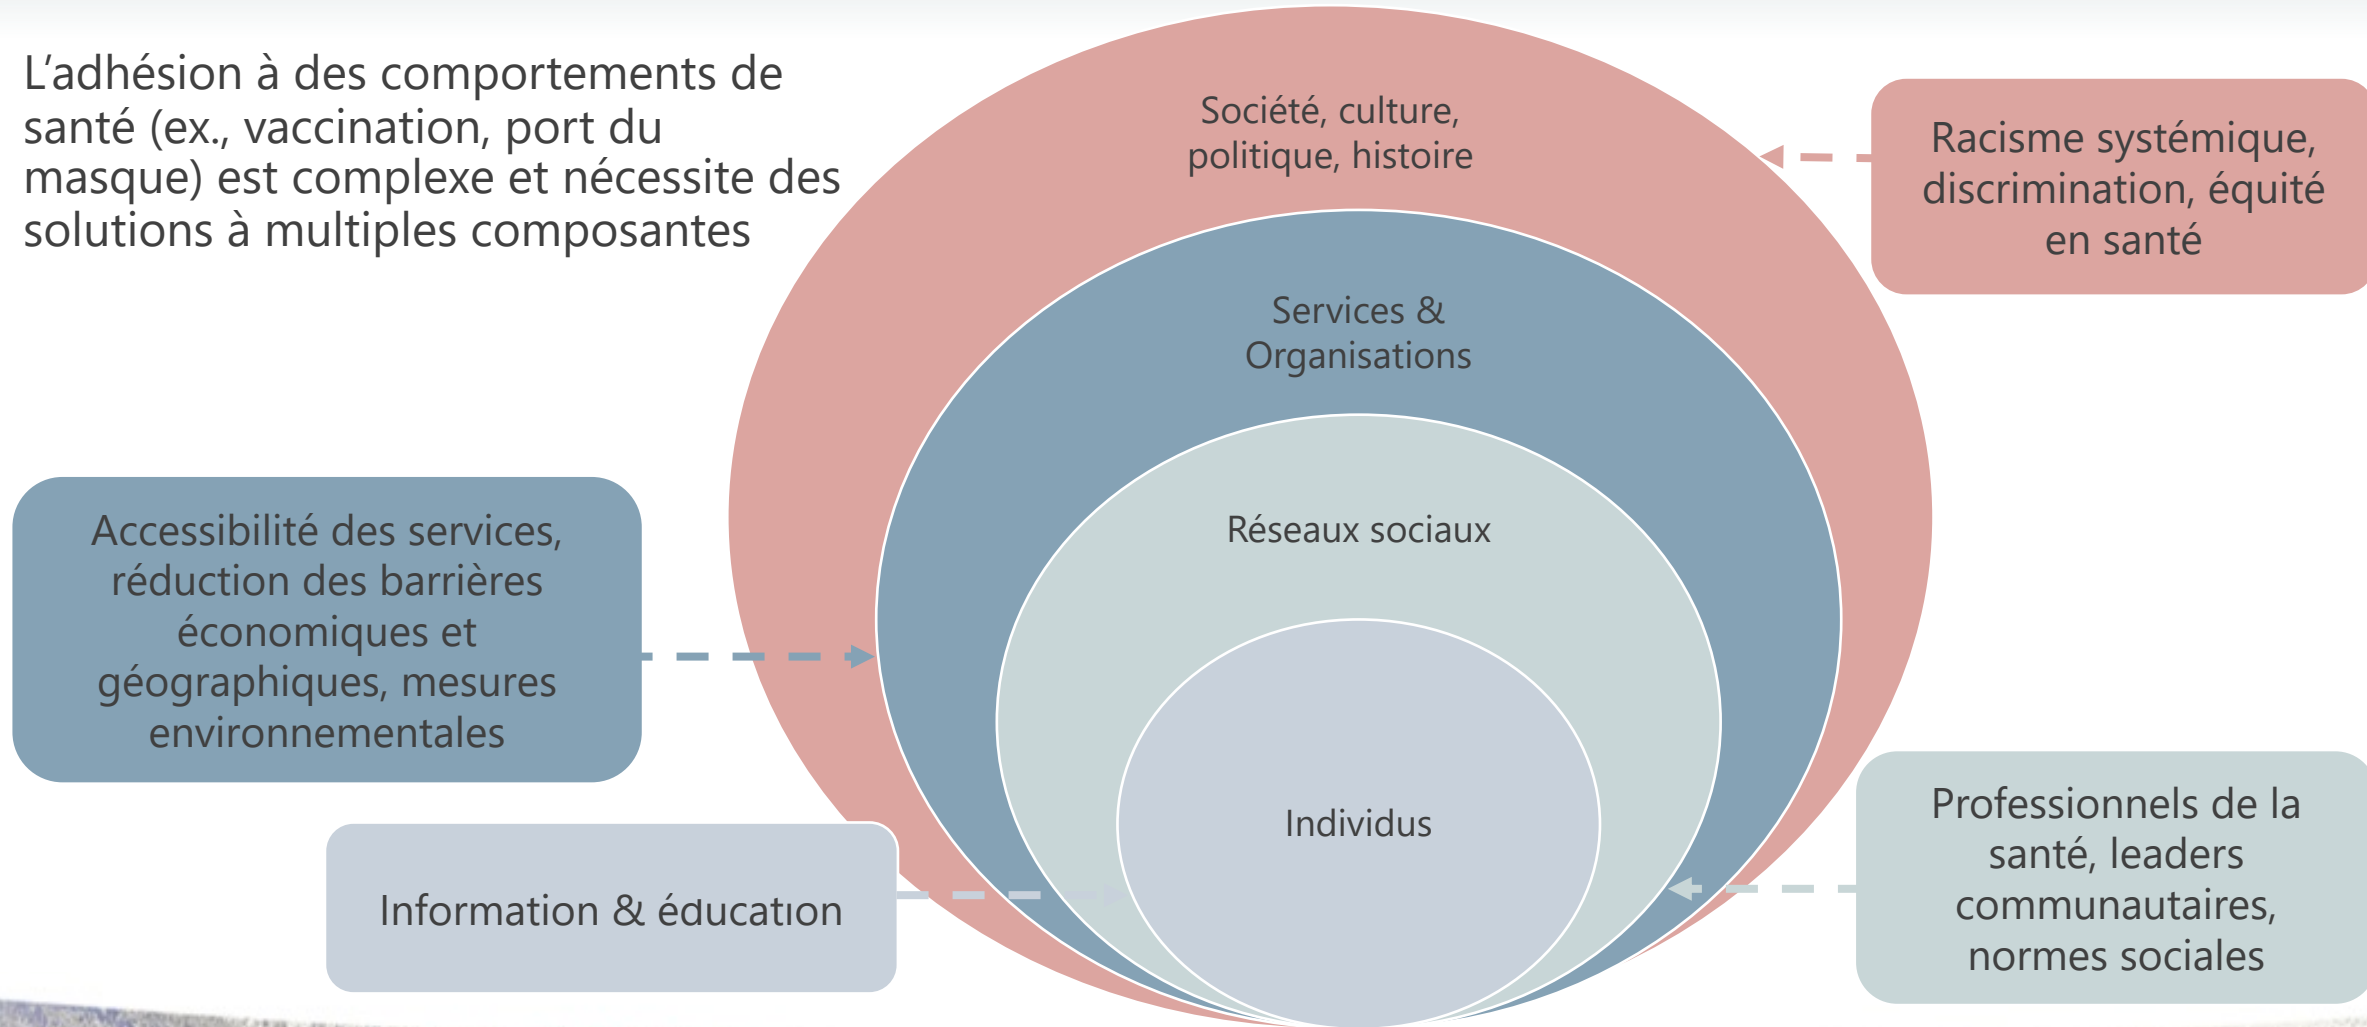 L'adhésion à des comportements de
santé (ex., vaccination, port du
masque) est complexe et nécessite des
solutions à multiples composantes
Société, culture,
politique, histoire
Racisme systémique,
discrimination, équité
en santé
Services &
Organisations
Accessibilité des services,
réduction des barrières
économiques et
géographiques, mesures
environnementales
Réseaux sociaux
Individus
Professionnels de la
santé, leaders
communautaires,
normes sociales
Information & éducation